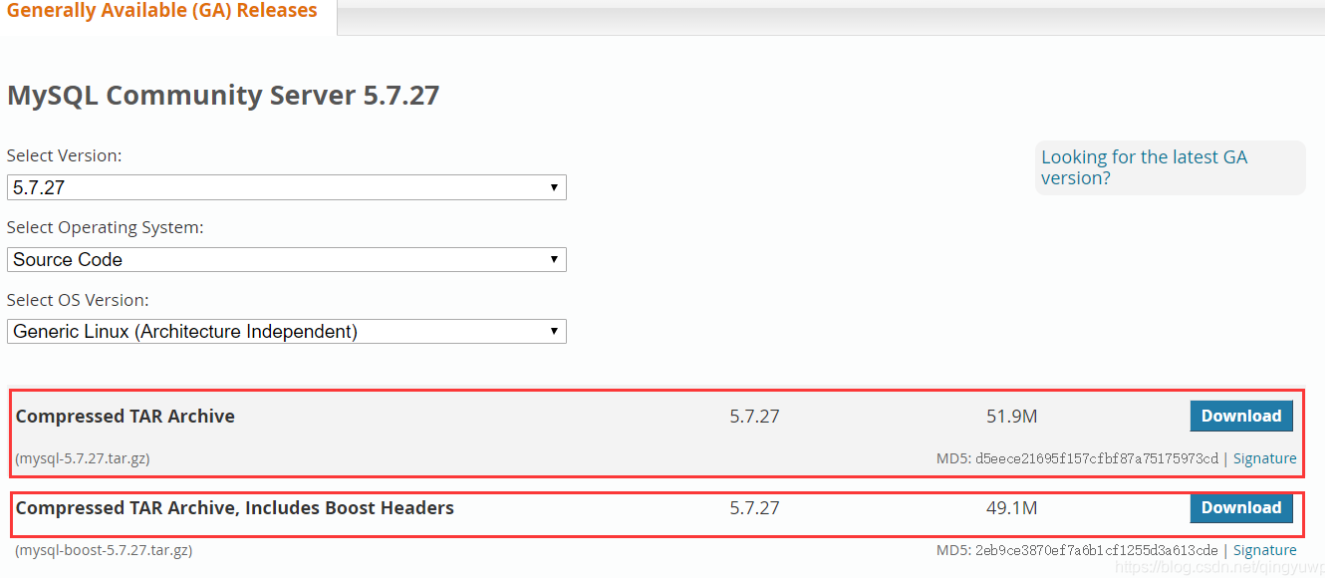 Generally Available (GA) Releases
MySQL Community Server 5.7.27
Select Version:
5.7.27
Looking for the latest GA
version?
Select Operating System:
Source Code
Select OS Version:
Generic Linux (Architecture Independent)
Compressed TAR Archive 5.7.27 51.9M Download
(mysql-5.7.27.tar.gz) MD5: d5eece21695f157cfbf87a75175973cd | Signature
Compressed TAR Archive, Includes Boost Headers 5.7.27 49.1M Download
(mysql-boost-5.7.27.tar.gz) MD5: 2eb9ce3870ef7a6b1cf1255d3a613cde | Signature
https://blog.csdn.net/qingyuwp